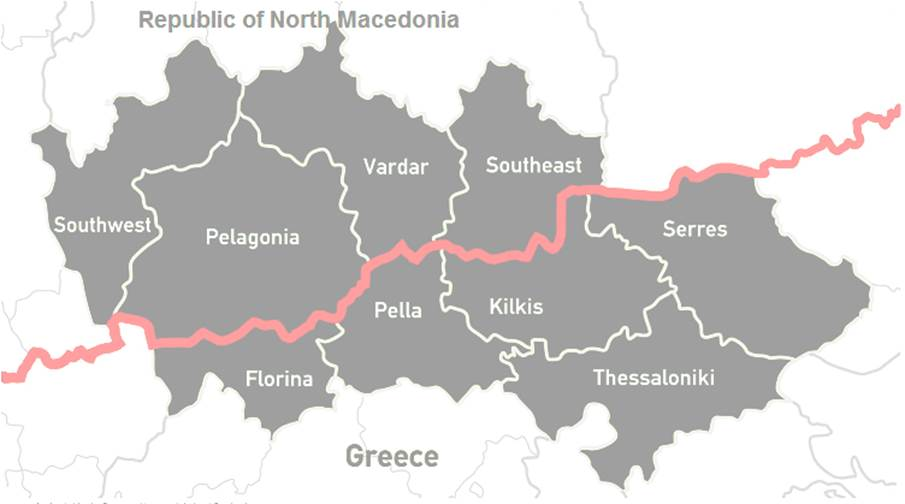 Republic of North Macedonia
Vardar
Southeast
Southwest
Pelagonia
Serres
Pella
Kilkis
Florina
Thessaloniki
Greece